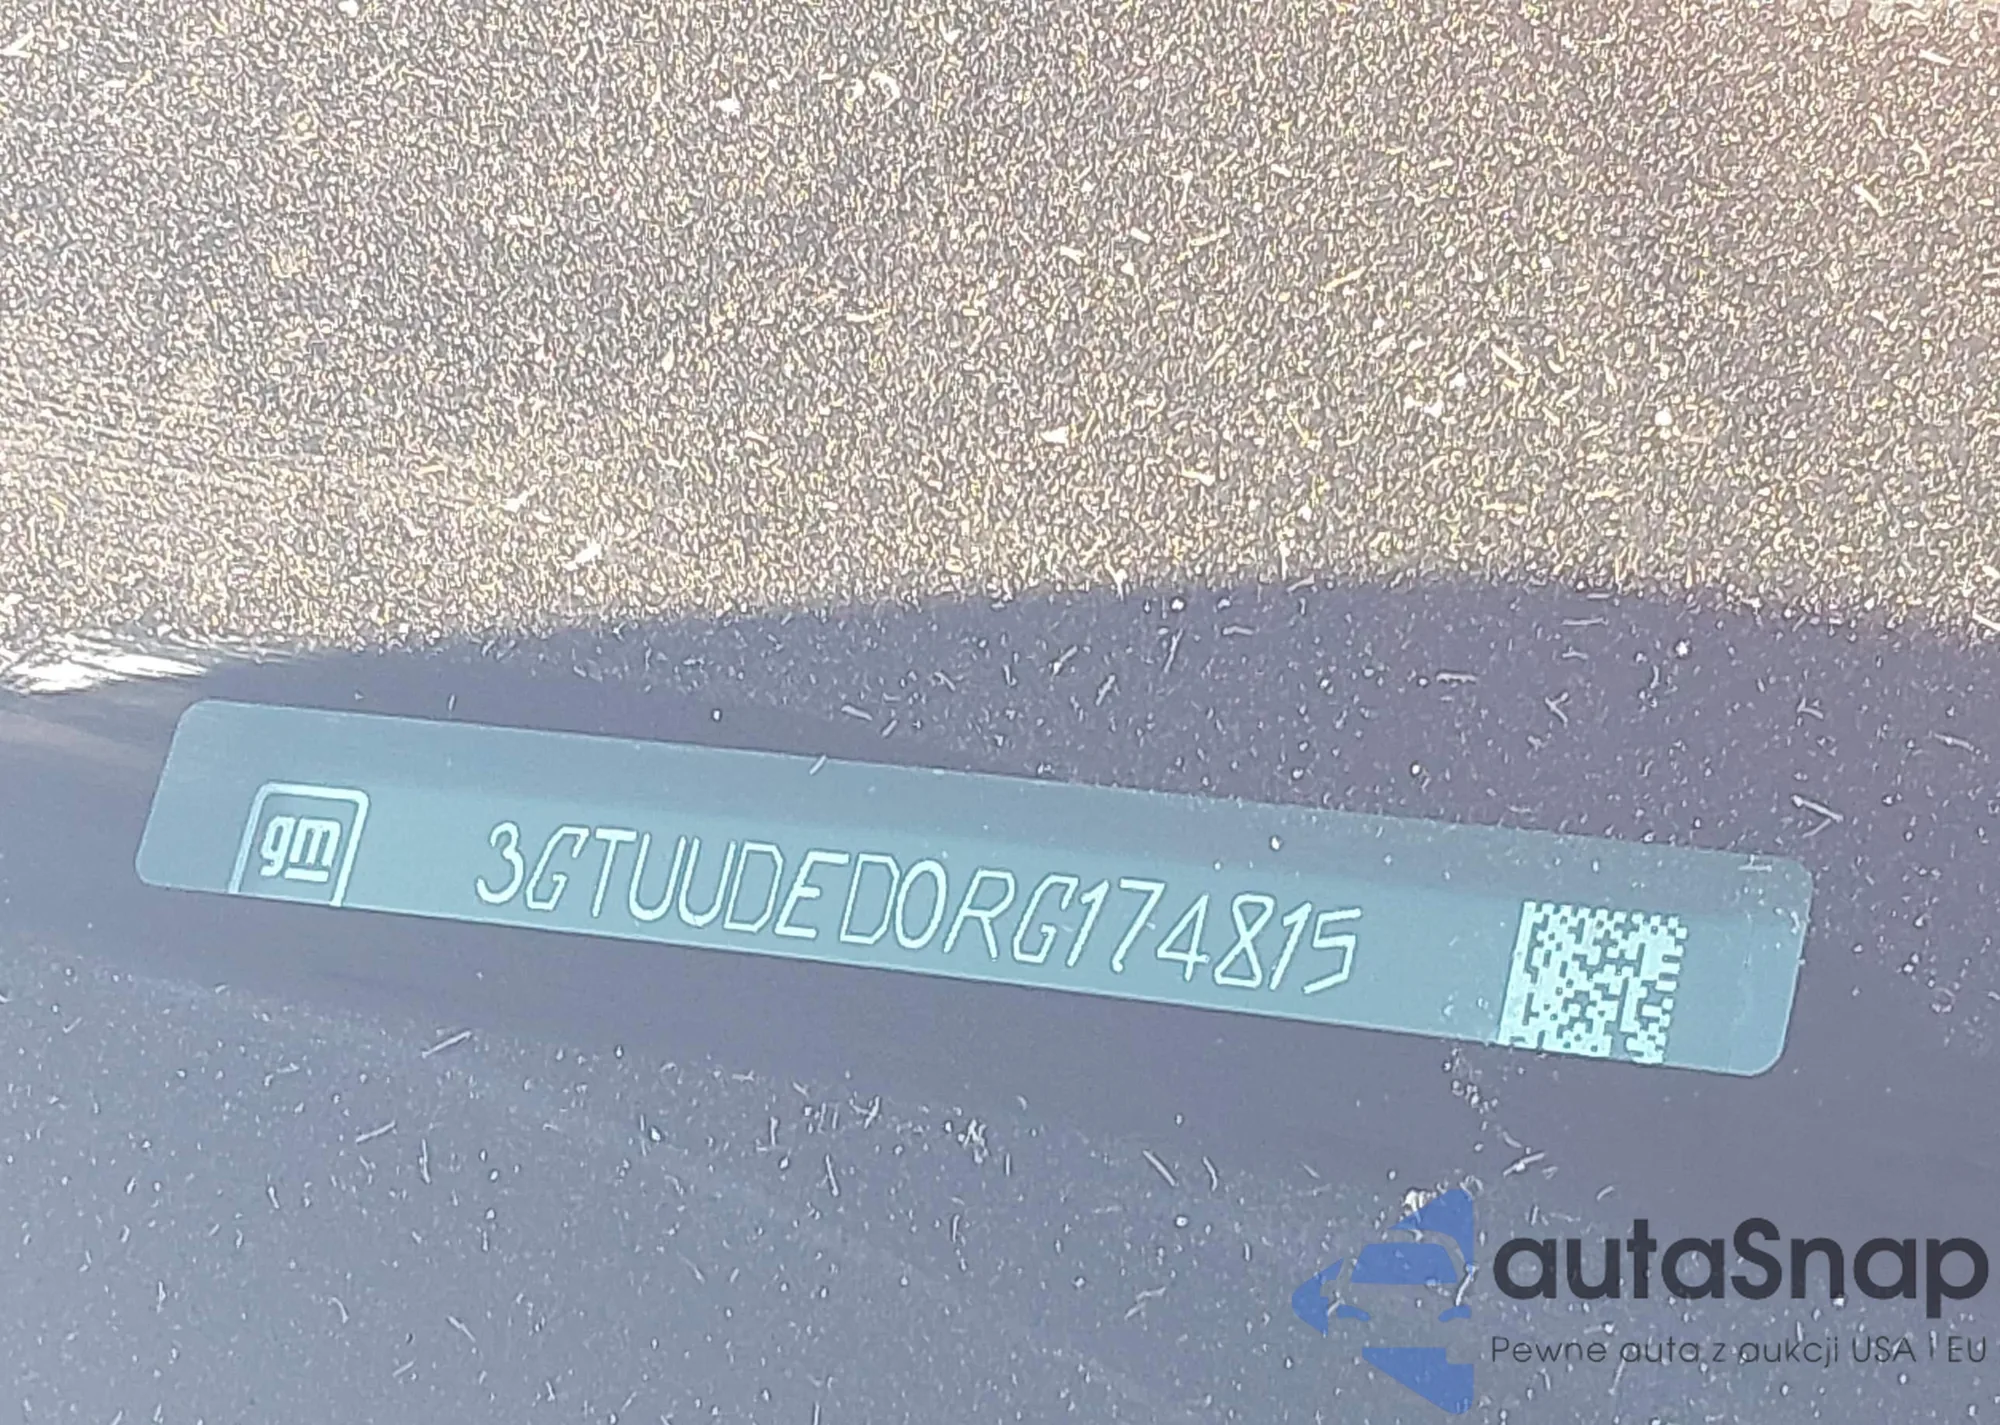 gm 3GTUUDED0RG174815
autaSnap
Pewne auta z aukcji USA i EU